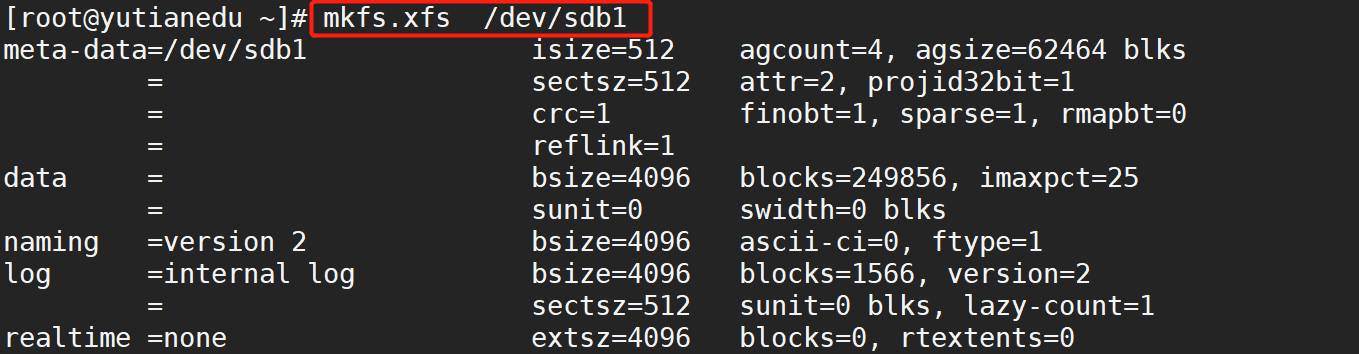 [root@yutianedu ~]# mkfs.xfs  /dev/sdb1
meta-data=/dev/sdb1              isize=512    agcount=4, agsize=62464 blks
         =                       sectsz=512   attr=2, projid32bit=1
         =                       crc=1        finobt=1, sparse=1, rmapbt=0
         =                       reflink=1
data     =                       bsize=4096   blocks=249856, imaxpct=25
         =                       sunit=0      swidth=0 blks
naming   =version 2              bsize=4096   ascii-ci=0, ftype=1
log      =internal log           bsize=4096   blocks=1566, version=2
         =                       sectsz=512   sunit=0 blks, lazy-count=1
realtime =none                   extsz=4096   blocks=0, rtextents=0